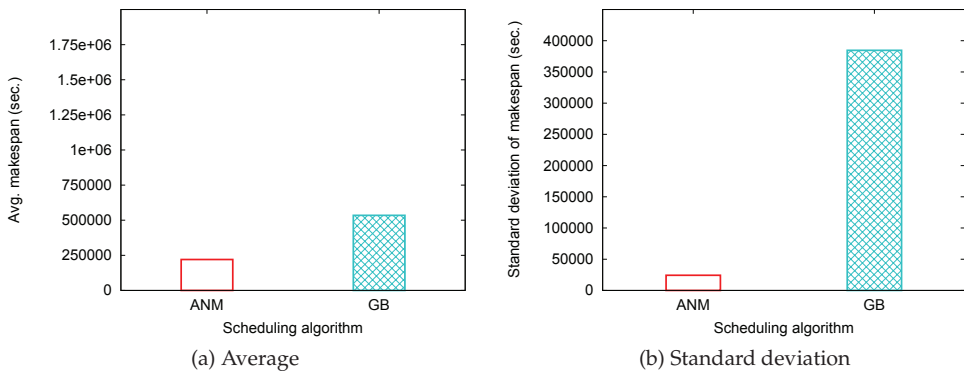 Avg. makespan (sec.)
1.75e+06
1.5e+06
1.25e+06
1e+06
750000
500000
250000
0
ANM
GB
Scheduling algorithm
(a) Average
Standard deviation of makespan (sec.)
400000
350000
300000
250000
200000
150000
100000
50000
0
ANM
GB
Scheduling algorithm
(b) Standard deviation